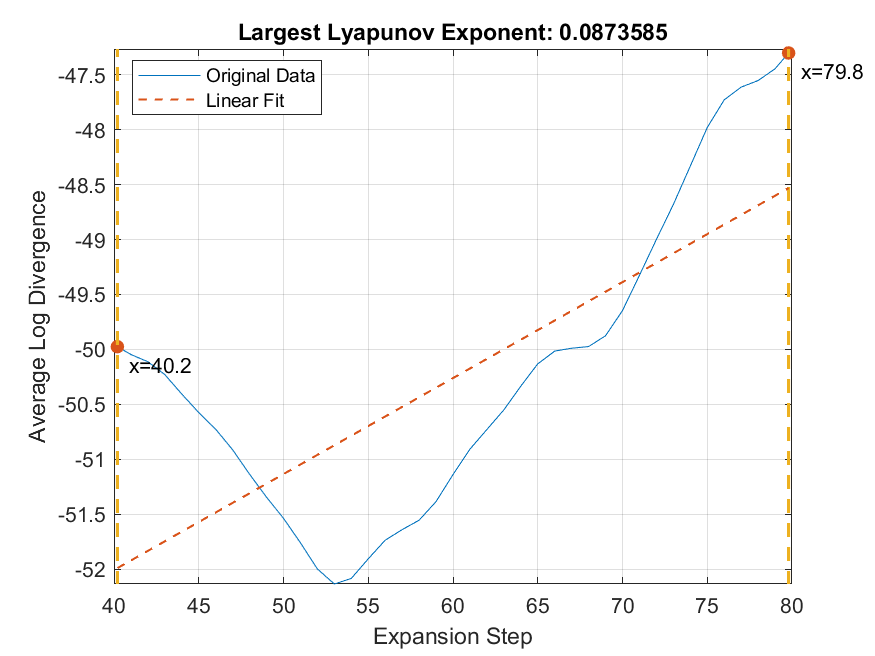 Largest Lyapunov Exponent: 0.0873585
Original Data
Linear Fit
x=79.8
x=40.2
-47.5
-48
-48.5
-49
-49.5
-50
-50.5
-51
-51.5
-52
Average Log Divergence
40 45 50 55 60 65 70 75 80
Expansion Step